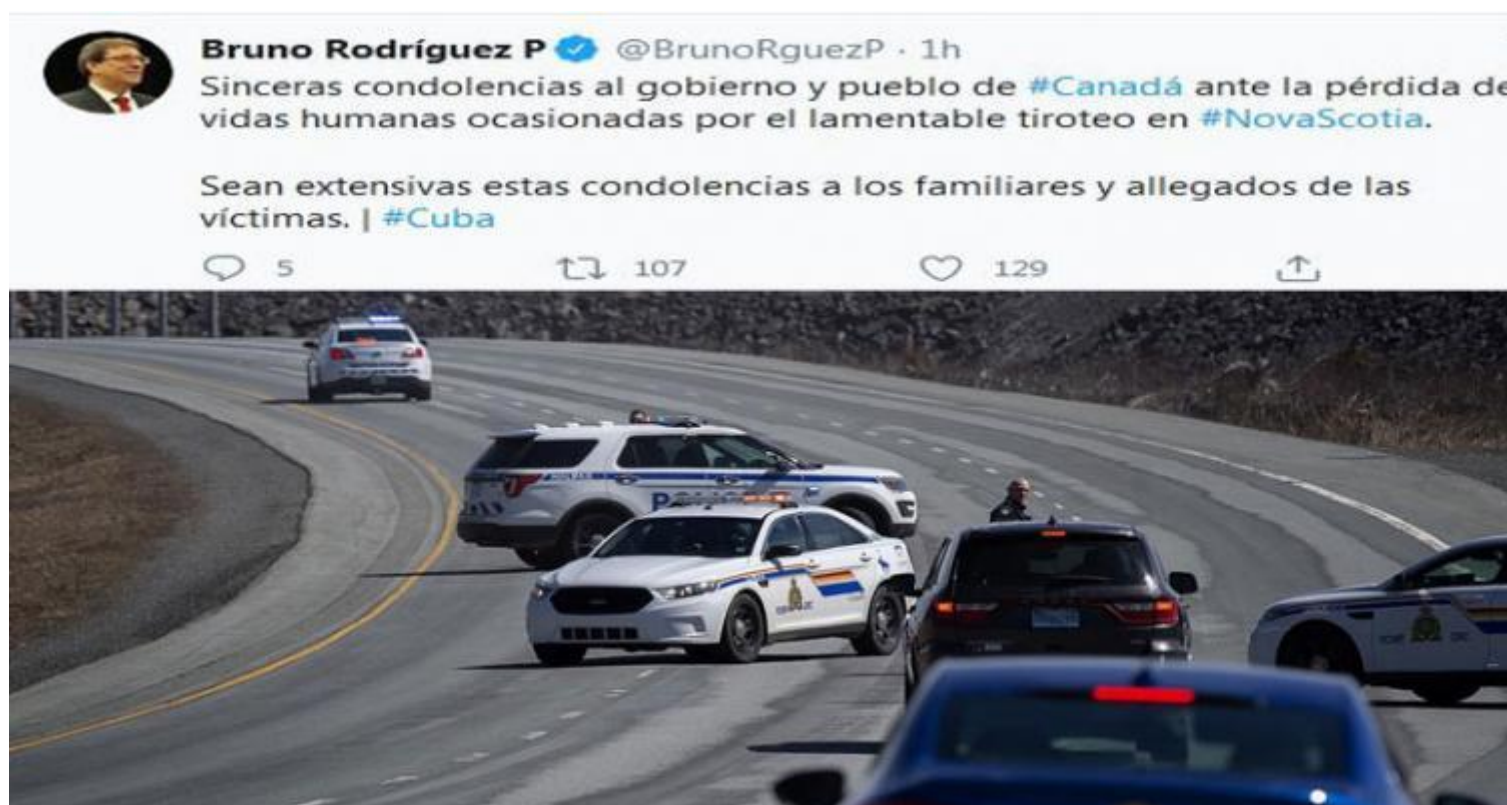 Bruno Rodríguez P @BrunoRguezP · 1h
Sinceras condolencias al gobierno y pueblo de #Canadá ante la pérdida de
vidas humanas ocasionadas por el lamentable tiroteo en #NovaScotia.
Sean extensivas estas condolencias a los familiares y allegados de las
víctimas. | #Cuba
5 107 129
POLICE